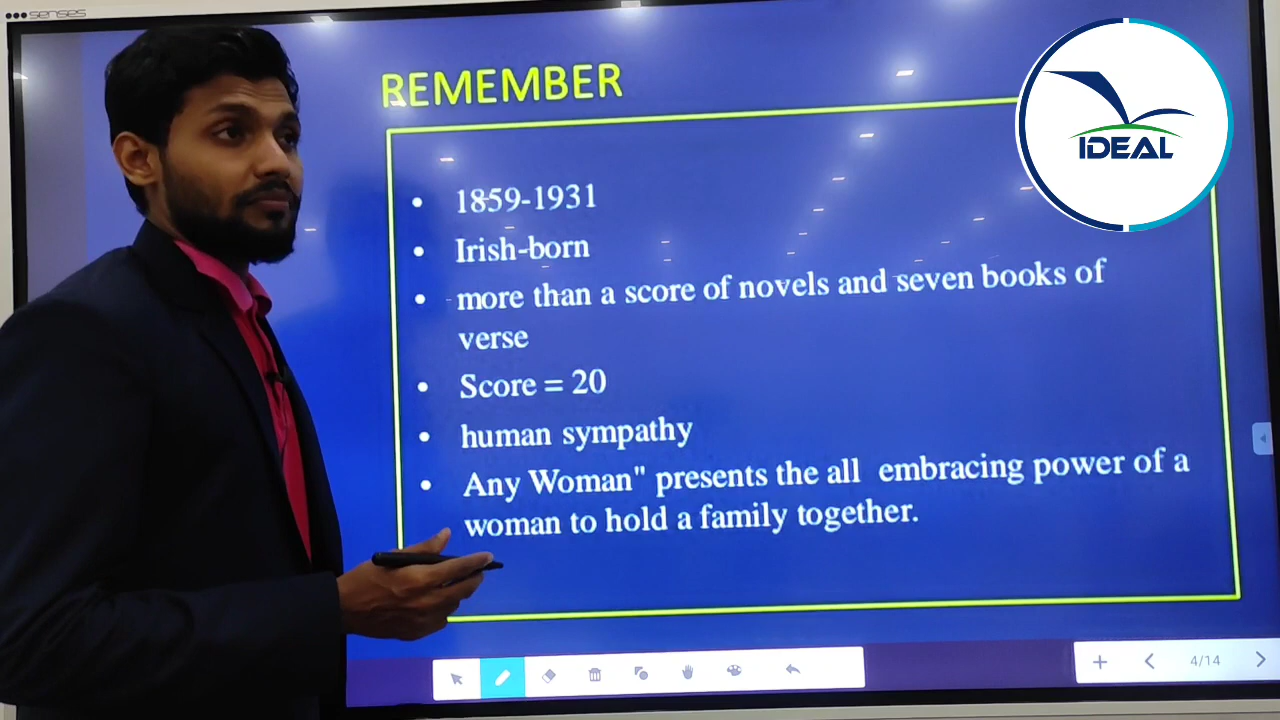 senses
REMEMBER
IDEAL
• 1859-1931
• Irish-born
• more than a score of novels and seven books of
verse
• Score = 20
• human sympathy
• Any Woman" presents the all embracing power of a
woman to hold a family together.
4/14